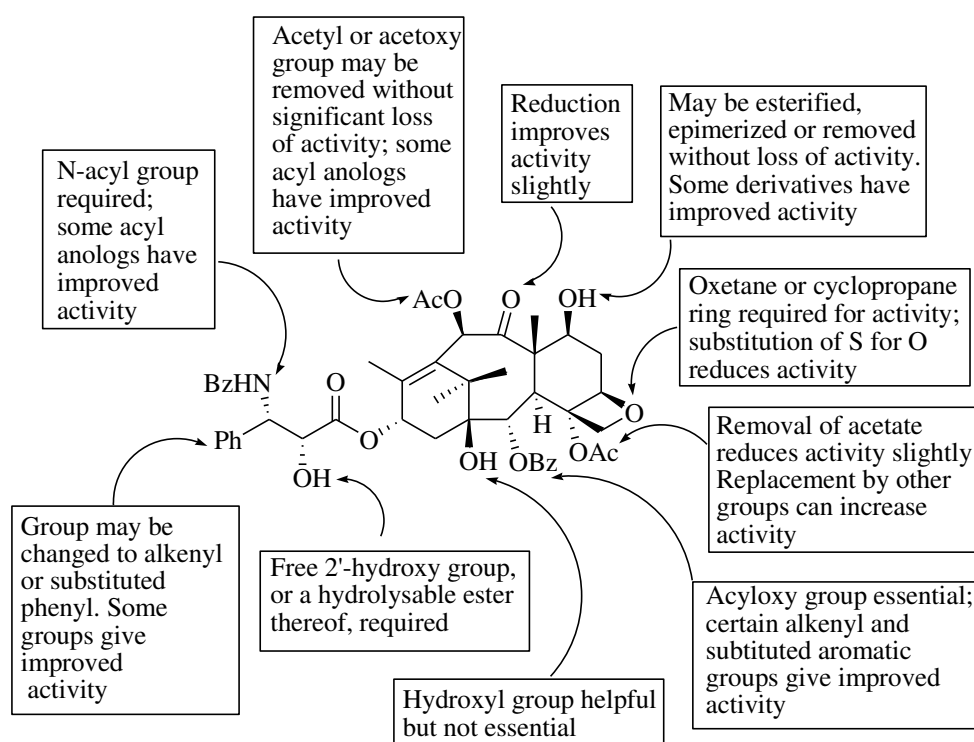 Acetyl or acetoxy
group may be
removed without
significant loss
of activity; some
acyl anologs
have improved
activity
Reduction
improves
activity
slightly
May be esterified,
epimerized or removed
without loss of activity.
Some derivatives have
improved activity
N-acyl group
required;
some acyl
anologs have
improved
activity
Oxetane or cyclopropane
ring required for activity;
substitution of S for O
reduces activity
AcO
O
OH
BzHN
O
O
Ph
O
H
OH
OH
OBz
OAc
Removal of acetate
reduces activity slightly
Replacement by other
groups can increase
activity
Group may be
changed to alkenyl
or substituted
phenyl. Some
groups give
improved
activity
Free 2'-hydroxy group,
or a hydrolysable ester
thereof, required
Acyloxy group essential;
certain alkenyl and
subtituted aromatic
groups give improved
activity
Hydroxyl group helpful
but not essential